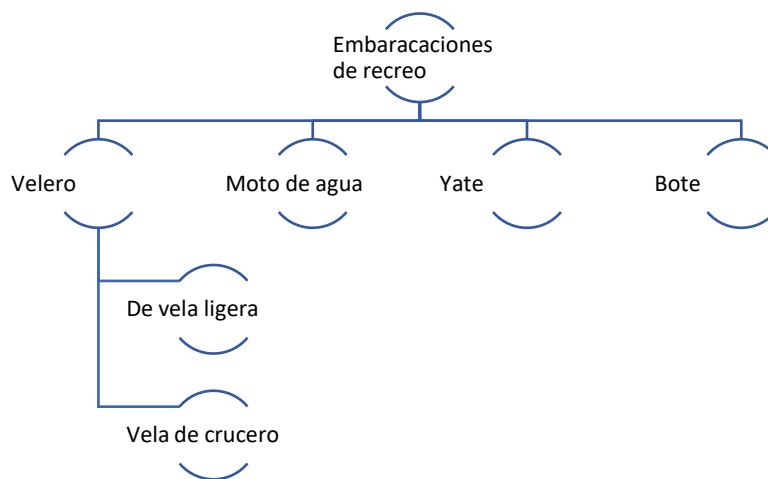 Embaracaciones
de recreo
Velero
Moto de agua
Yate
Bote
De vela ligera
Vela de crucero